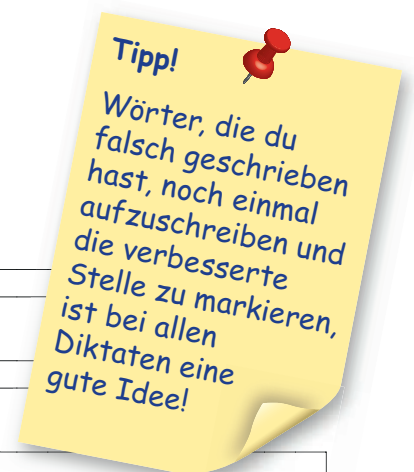 Tipp!
Wörter, die du
falsch geschrieben
hast, noch einmal
aufzuschreiben und
die verbesserte
Stelle zu markieren,
ist bei allen
Diktaten eine
gute Idee!